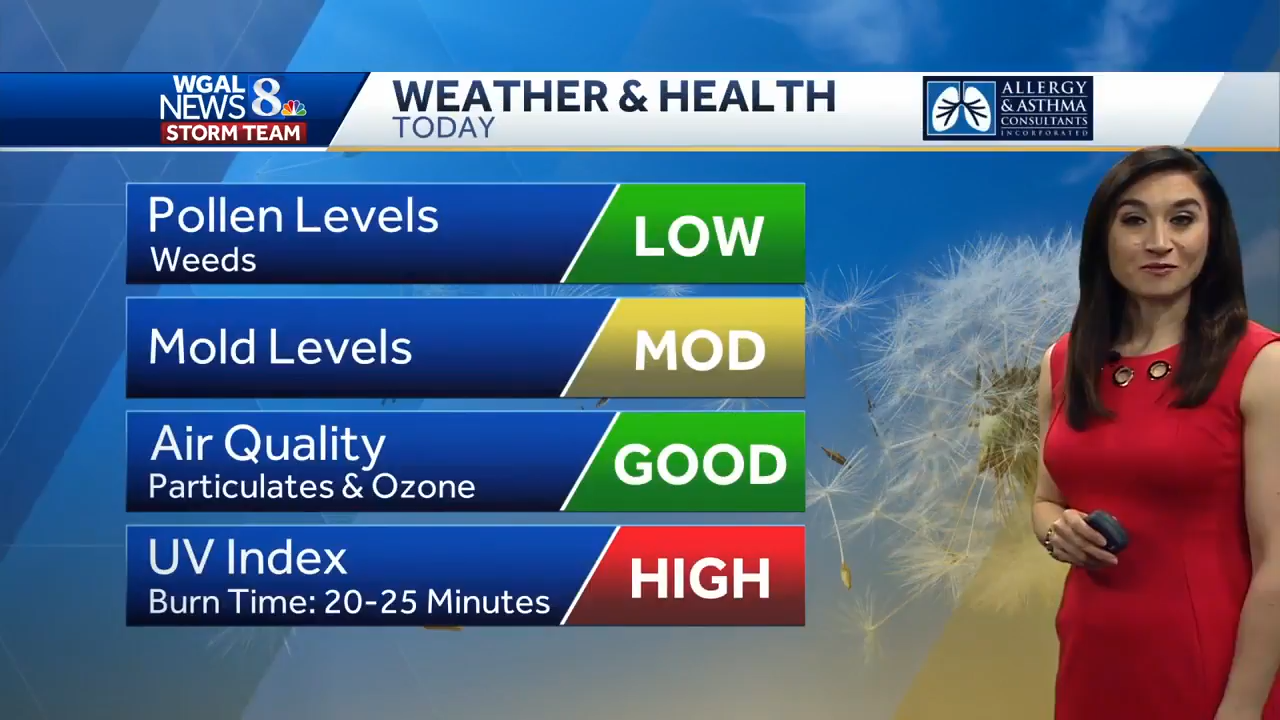 WGAL
NEWS 8
STORM TEAM
WEATHER & HEALTH
TODAY
ALLERGY
& ASTHMA
CONSULTANTS
INCORPORATED
Pollen Levels
Weeds
LOW
Mold Levels
MOD
Air Quality
Particulates & Ozone
GOOD
UV Index
Burn Time: 20-25 Minutes
HIGH